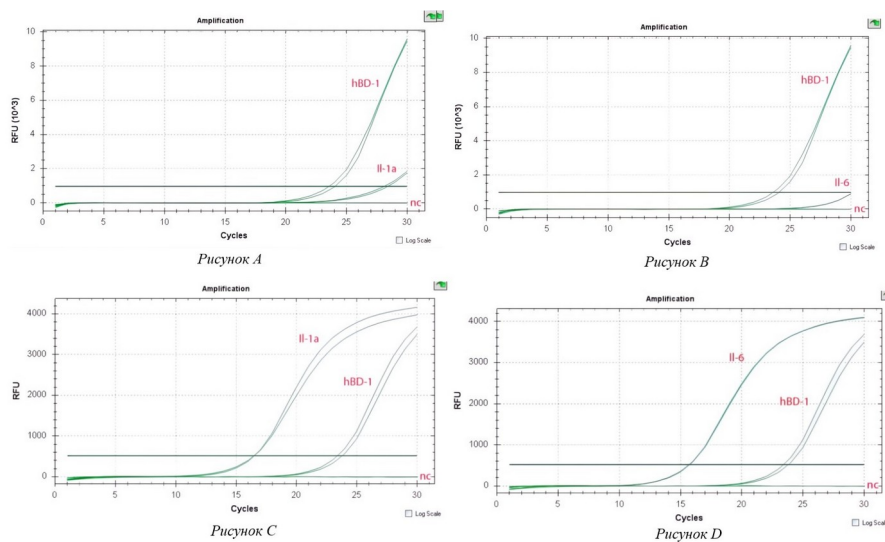 Amplification
10
8
6
4
2
0
RFU (10^3)
hBD-1
Il-1a
nc
0 5 10 15 20 25 30
Cycles
Log Scale
Рисунок A
Amplification
10
8
6
4
2
0
RFU (10^3)
hBD-1
Il-6
nc
0 5 10 15 20 25 30
Cycles
Log Scale
Рисунок B
Amplification
4000
3000
2000
1000
0
RFU
Il-1a
hBD-1
nc
0 5 10 15 20 25 30
Cycles
Log Scale
Рисунок C
Amplification
4000
3000
2000
1000
0
RFU
Il-6
hBD-1
nc
0 5 10 15 20 25 30
Cycles
Log Scale
Рисунок D